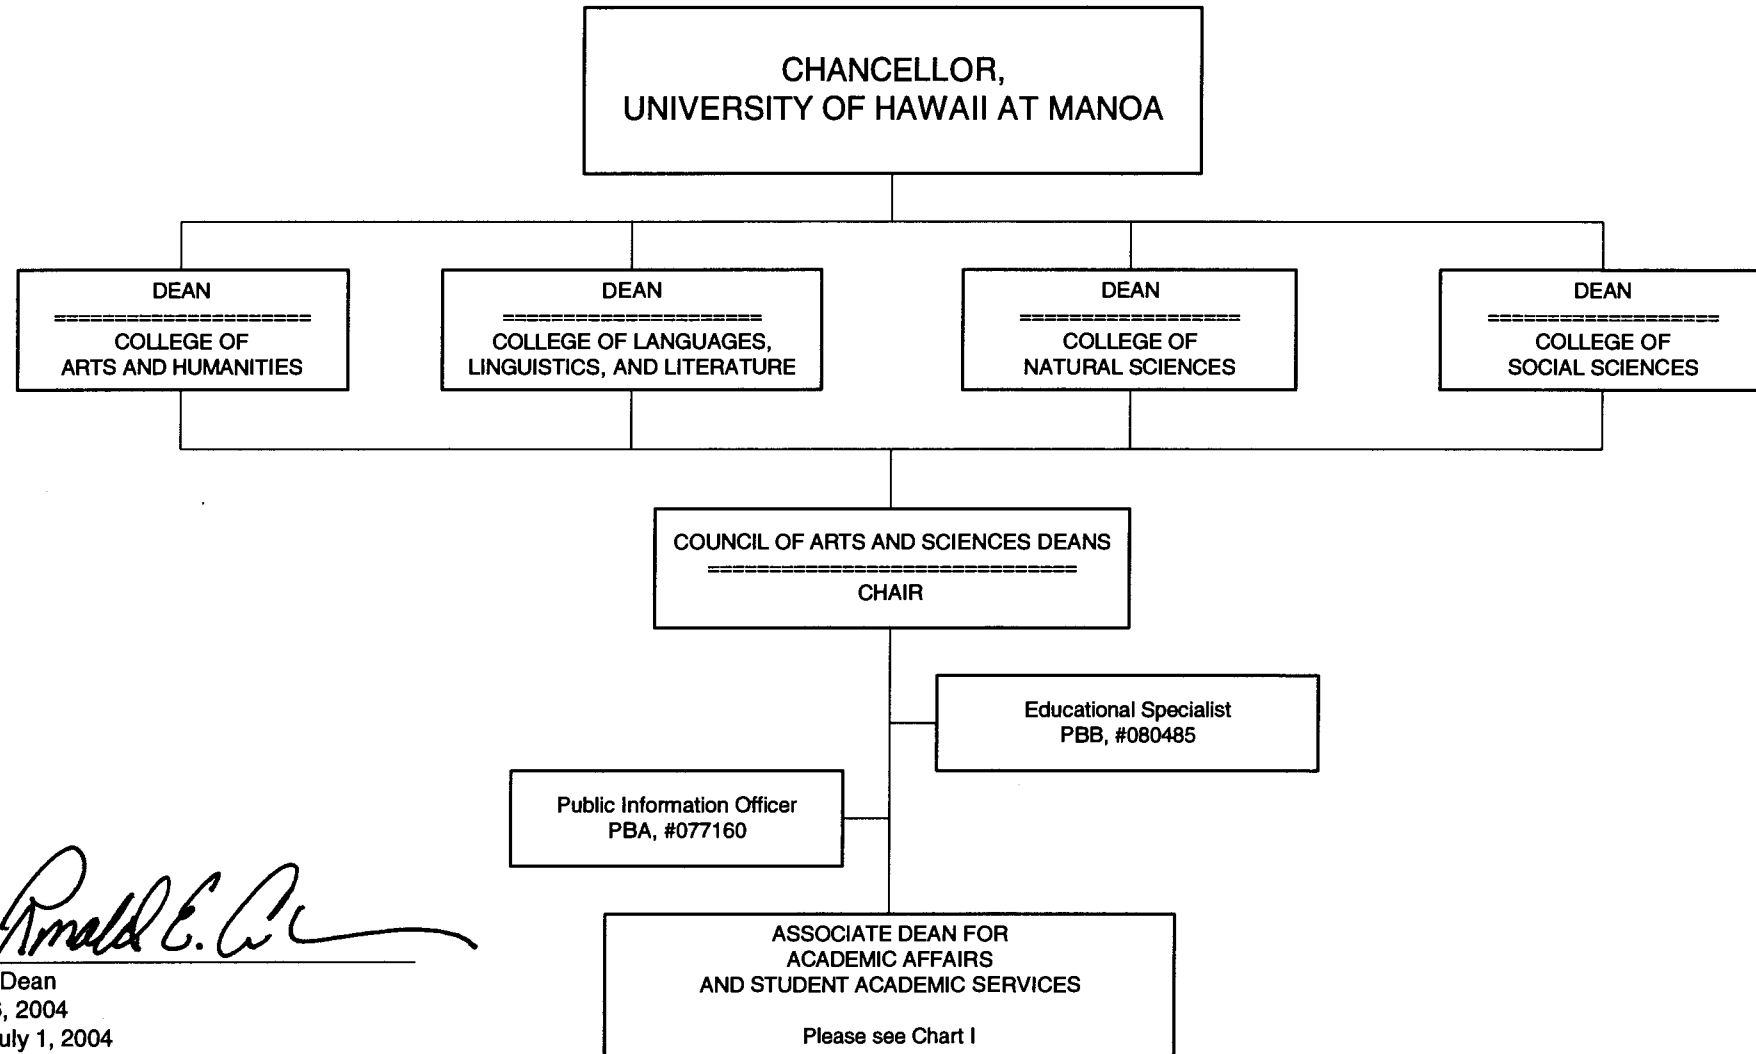 CHANCELLOR,
UNIVERSITY OF HAWAII AT MANOA
DEAN
=====================
COLLEGE OF
ARTS AND HUMANITIES
DEAN
=====================
COLLEGE OF LANGUAGES,
LINGUISTICS, AND LITERATURE
DEAN
==================
COLLEGE OF
NATURAL SCIENCES
DEAN
===================
COLLEGE OF
SOCIAL SCIENCES
COUNCIL OF ARTS AND SCIENCES DEANS
==============================
CHAIR
Educational Specialist
PBB, #080485
Public Information Officer
PBA, #077160
ASSOCIATE DEAN FOR
ACADEMIC AFFAIRS
AND STUDENT ACADEMIC SERVICES
Please see Chart I
Ronald E.
Dean
, 2004
uly 1, 2004